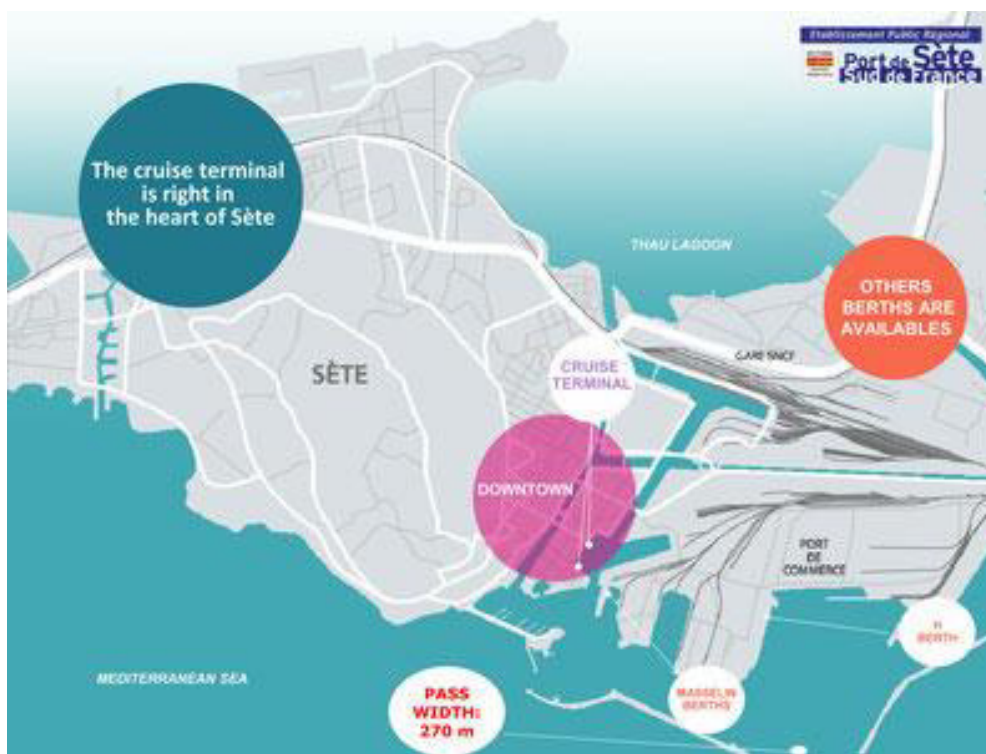 Etablissement Public Régional
Port de Sète
Sud de France
The cruise terminal
is right in
the heart of Sète
THAU LAGOON
OTHERS
BERTHS ARE
AVAILABLES
GARE SNCF
CRUISE
TERMINAL
SÈTE
DOWNTOWN
PORT
DE
COMMERCE
H
BERTH
MEDITERRANEAN SEA
MASSELIN
BERTHS
PASS
WIDTH:
270 m